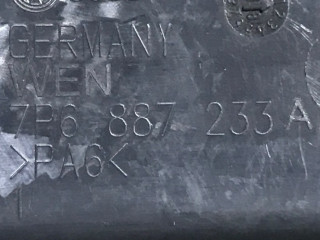 GERMANY
WEN
7P6 887 233 A
>PA6<